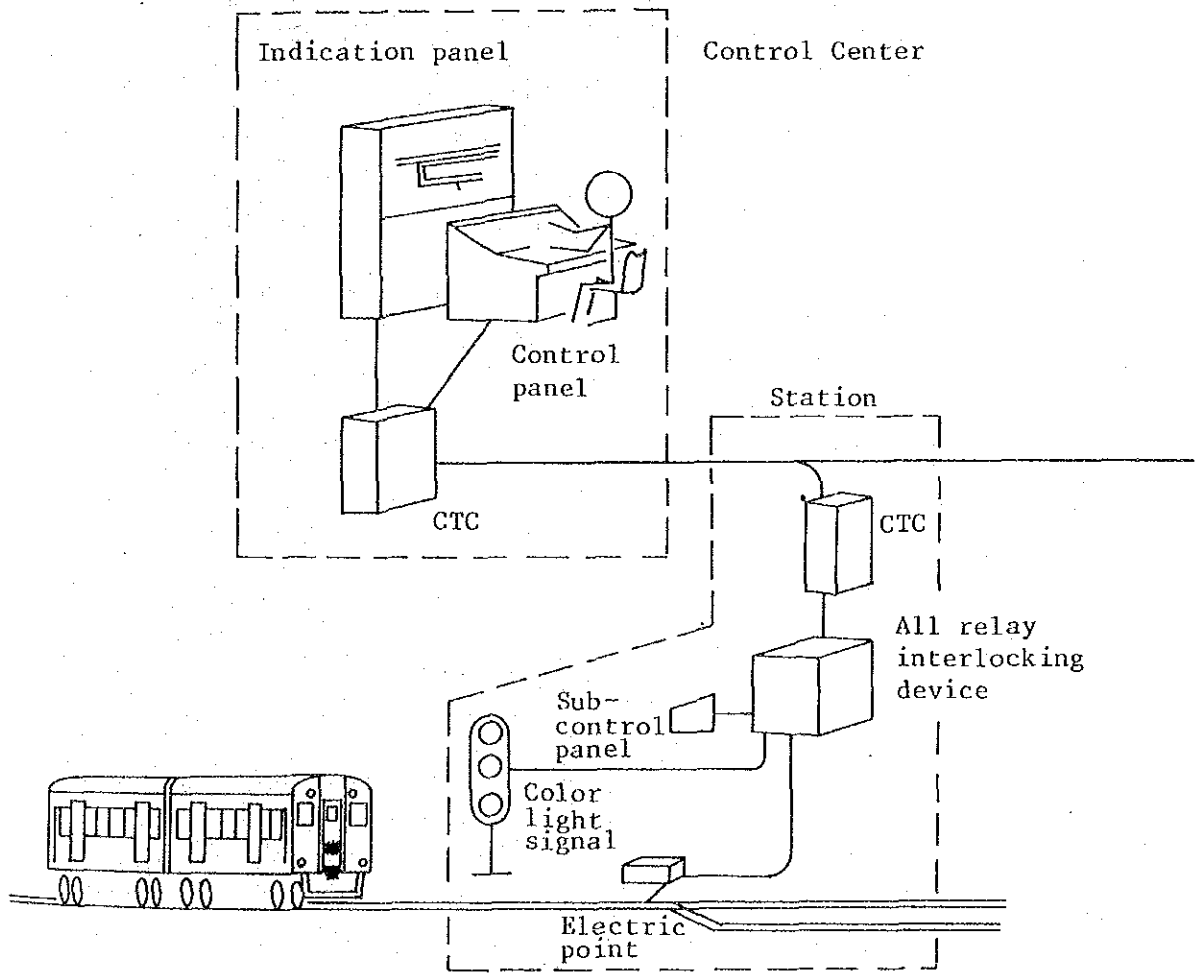 Indication panel
Control Center
Control
panel
CTC
Station
CTC
All relay
interlocking
device
Sub-
control
panel
Color
light
signal
Electric
point